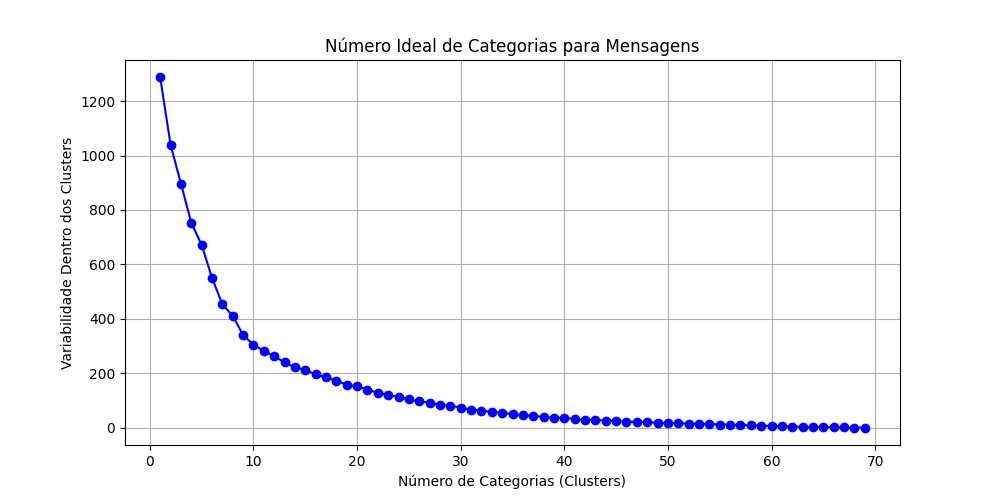 Número Ideal de Categorias para Mensagens
Variabilidade Dentro dos Clusters
1200
1000
800
600
400
200
0
0 10 20 30 40 50 60 70
Número de Categorias (Clusters)